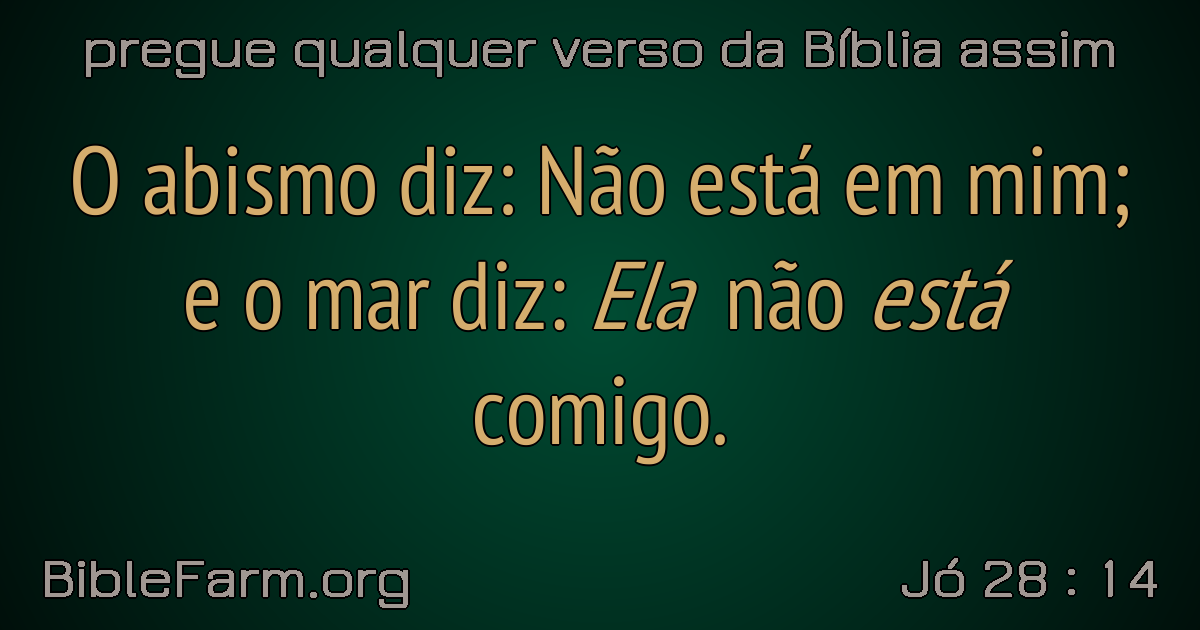 pregue qualquer verso da Bíblia assim
O abismo diz: Não está em mim;
e o mar diz: Ela não está
comigo.
BibleFarm.org
Jó 28 : 14